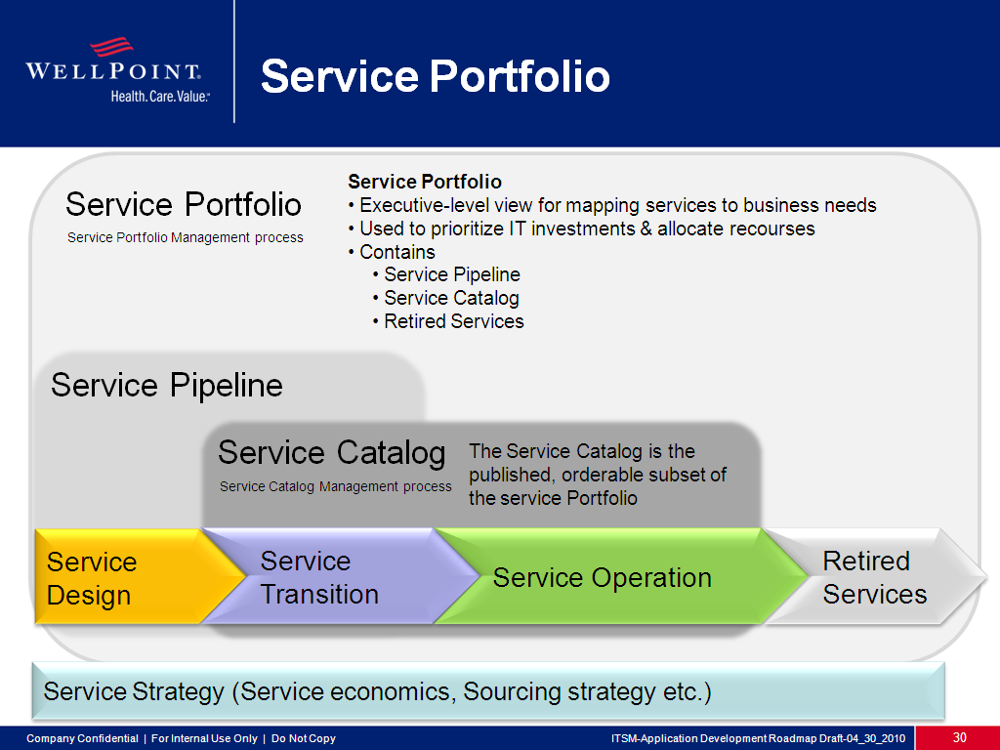 WELLPOINT®
Health. Care. Value.℠
Service Portfolio
Service Portfolio
Service Portfolio Management process
Service Portfolio
• Executive-level view for mapping services to business needs
• Used to prioritize IT investments & allocate recourses
• Contains
• Service Pipeline
• Service Catalog
• Retired Services
Service Pipeline
Service Catalog
Service Catalog Management process
The Service Catalog is the
published, orderable subset of
the service Portfolio
Service
Design
Service
Transition
Service Operation
Retired
Services
Service Strategy (Service economics, Sourcing strategy etc.)
Company Confidential | For Internal Use Only | Do Not Copy
ITSM-Application Development Roadmap Draft-04_30_2010
30